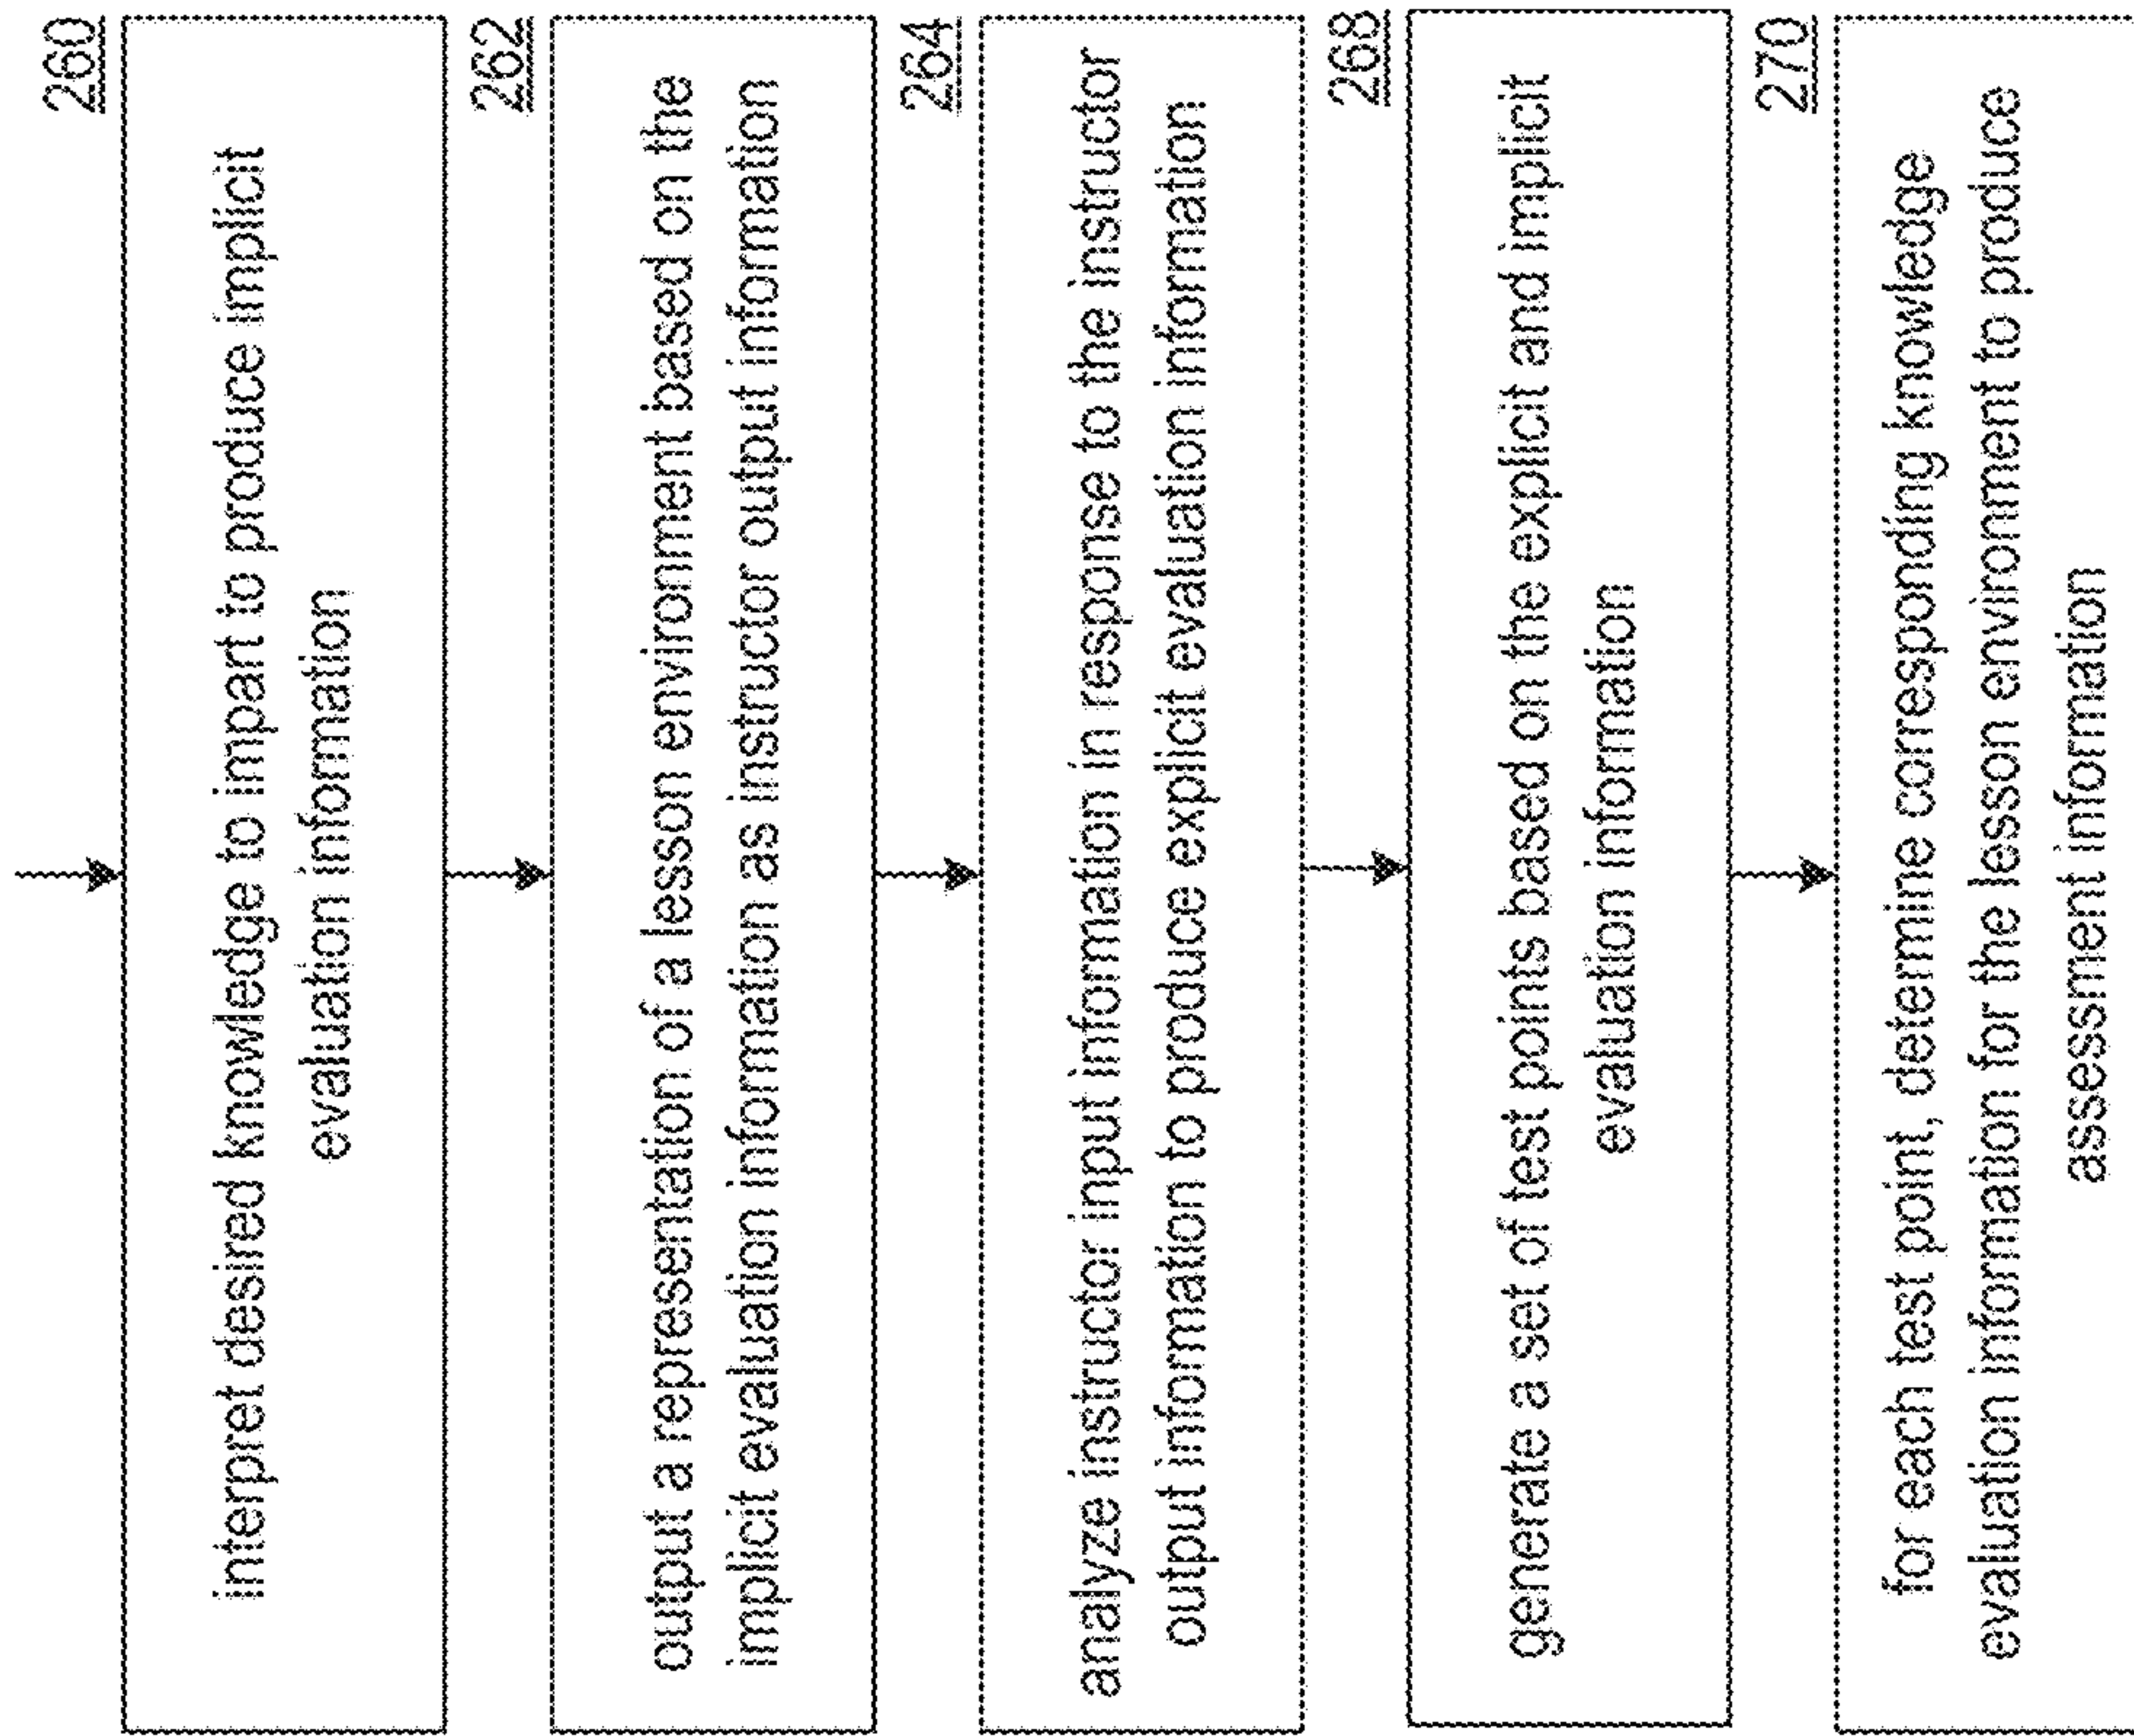 260
interpret desired knowledge to impart to produce implicit
evaluation information
262
output a representation of a lesson environment based on the
implicit evaluation information as instructor output information
264
analyze instructor input information in response to the instructor
output information to produce explicit evaluation information
268
generate a set of test points based on the explicit and implicit
evaluation information
270
for each test point, determine corresponding knowledge
evaluation information for the lesson environment to produce
assessment information